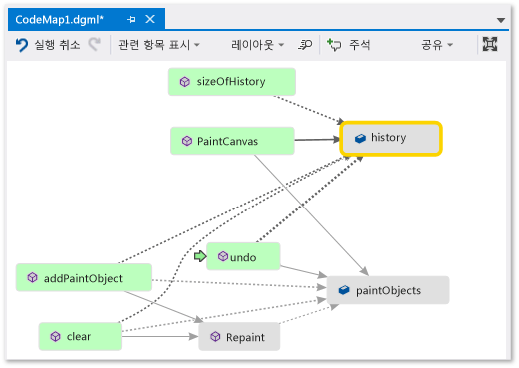 CodeMap1.dgml*
실행 취소 관련 항목 표시 레이아웃 주석 공유
sizeOfHistory
history
PaintCanvas
undo
addPaintObject
paintObjects
clear
Repaint